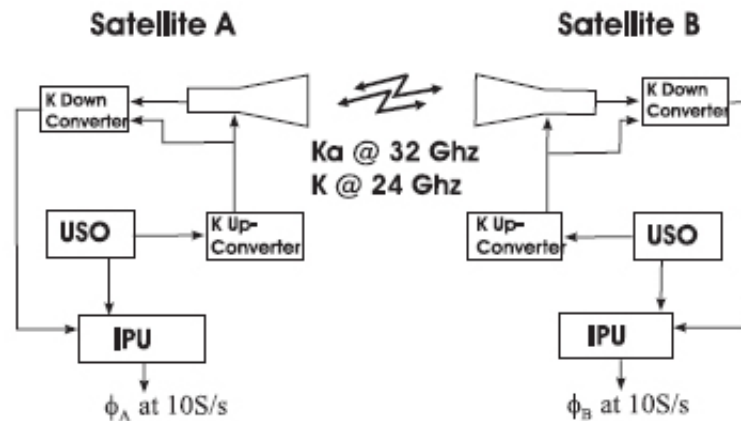 Satellite A
Satellite B
K Down
Converter
K Down
Converter
Ka @ 32 Ghz
K @ 24 Ghz
USO
K Up-
Converter
K Up-
Converter
USO
IPU
IPU
ϕA at 10S/s
ϕB at 10S/s